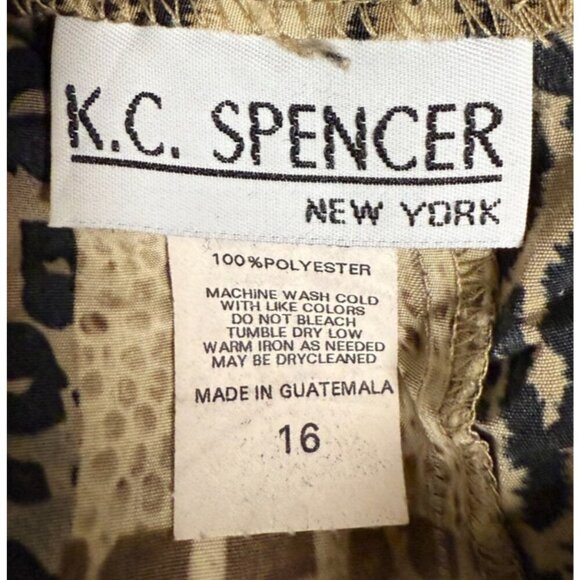 K.C. SPENCER
NEW YORK
100%POLYESTER
MACHINE WASH COLD
WITH LIKE COLORS
DO NOT BLEACH
TUMBLE DRY LOW
WARM IRON AS NEEDED
MAY BE DRYCLEANED
MADE IN GUATEMALA
16